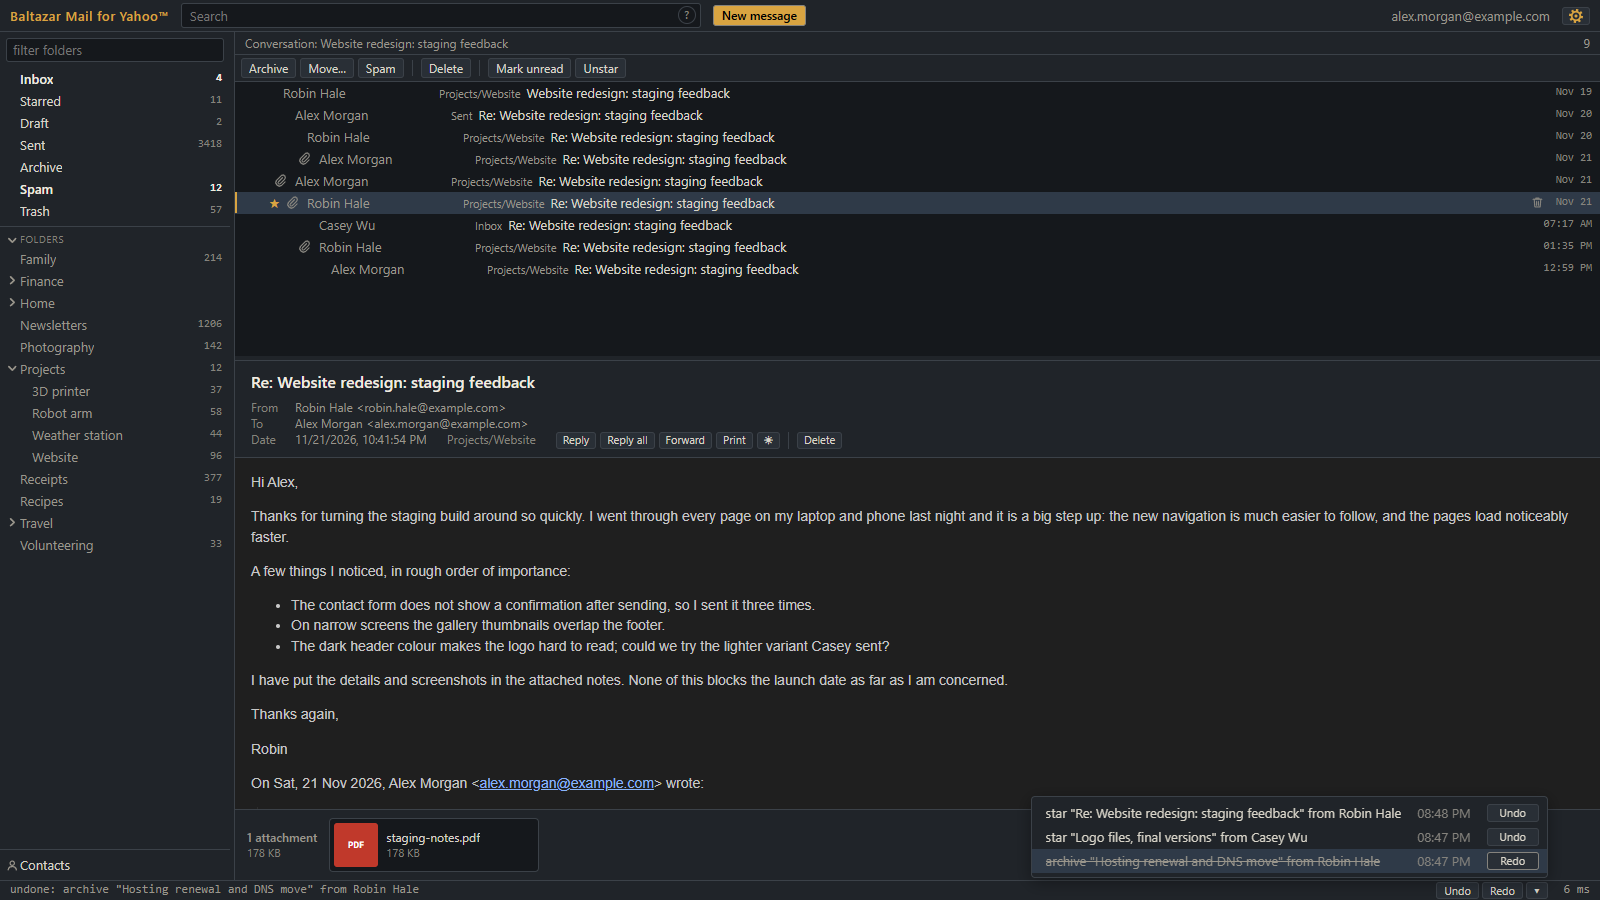 Baltazar Mail for Yahoo™
Search
?
New message
alex.morgan@example.com
filter folders
Inbox 4
Starred 11
Draft 2
Sent 3418
Archive
Spam 12
Trash 57
FOLDERS
Family 214
Finance
Home
Newsletters 1206
Photography 142
Projects 12
3D printer 37
Robot arm 58
Weather station 44
Website 96
Receipts 377
Recipes 19
Travel
Volunteering 33
Contacts
Conversation: Website redesign: staging feedback 9
Archive Move... Spam Delete Mark unread Unstar
Robin Hale Projects/Website Website redesign: staging feedback Nov 19
Alex Morgan Sent Re: Website redesign: staging feedback Nov 20
Robin Hale Projects/Website Re: Website redesign: staging feedback Nov 20
Alex Morgan Projects/Website Re: Website redesign: staging feedback Nov 21
Alex Morgan Projects/Website Re: Website redesign: staging feedback Nov 21
Robin Hale Projects/Website Re: Website redesign: staging feedback Nov 21
Casey Wu Inbox Re: Website redesign: staging feedback 07:17 AM
Robin Hale Projects/Website Re: Website redesign: staging feedback 01:35 PM
Alex Morgan Projects/Website Re: Website redesign: staging feedback 12:59 PM
Re: Website redesign: staging feedback
From Robin Hale <robin.hale@example.com>
To Alex Morgan <alex.morgan@example.com>
Date 11/21/2026, 10:41:54 PM Projects/Website Reply Reply all Forward Print Delete
Hi Alex,
Thanks for turning the staging build around so quickly. I went through every page on my laptop and phone last night and it is a big step up: the new navigation is much easier to follow, and the pages load noticeably
faster.
A few things I noticed, in rough order of importance:
• The contact form does not show a confirmation after sending, so I sent it three times.
• On narrow screens the gallery thumbnails overlap the footer.
• The dark header colour makes the logo hard to read; could we try the lighter variant Casey sent?
I have put the details and screenshots in the attached notes. None of this blocks the launch date as far as I am concerned.
Thanks again,
Robin
On Sat, 21 Nov 2026, Alex Morgan <alex.morgan@example.com> wrote:
1 attachment
178 KB
PDF
staging-notes.pdf
178 KB
star "Re: Website redesign: staging feedback" from Robin Hale 08:48 PM Undo
star "Logo files, final versions" from Casey Wu 08:47 PM Undo
archive "Hosting renewal and DNS move" from Robin Hale 08:47 PM Redo
undone: archive "Hosting renewal and DNS move" from Robin Hale
Undo Redo 6 ms